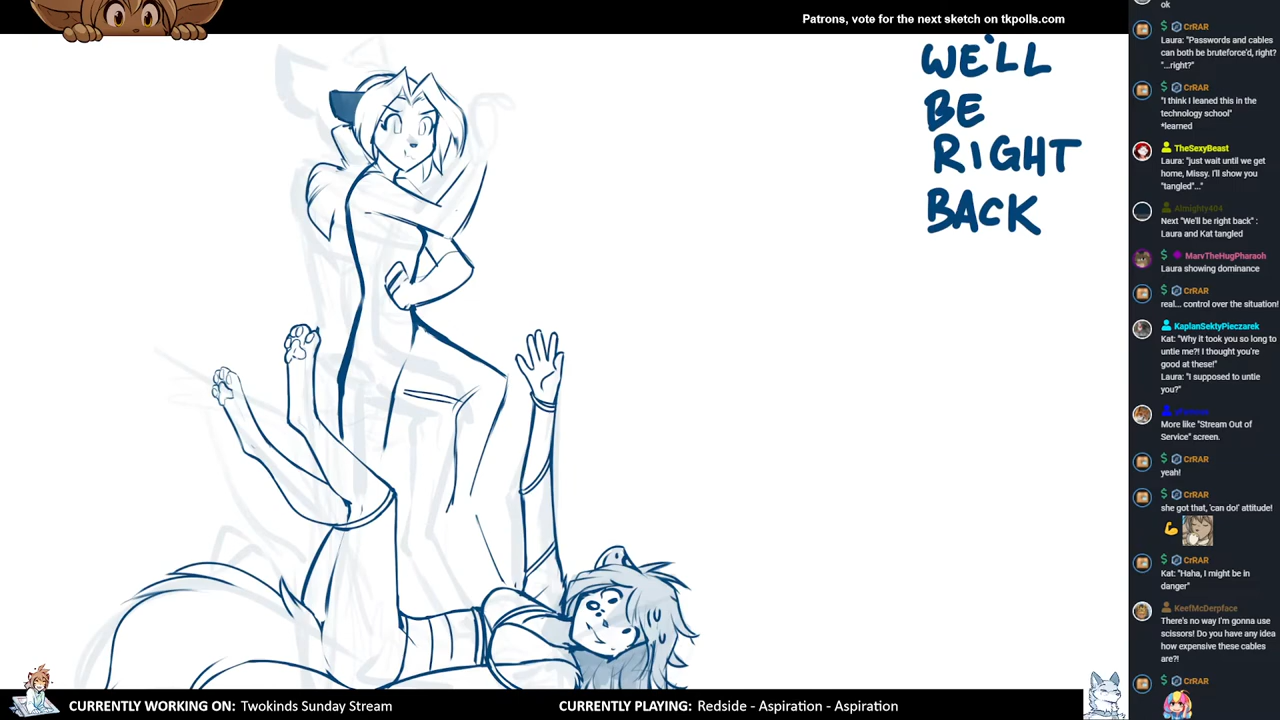 Patrons, vote for the next sketch on tkpolls.com
WE'LL
BE
RIGHT
BACK
ok
CrRAR
Laura: "Passwords and cables
can both be bruteforce'd, right?
"...right?"
CrRAR
"I think I leaned this in the
technology school"
*learned
TheSexyBeast
Laura: "just wait until we get
home, Missy. I'll show you
"tangled"..."
Almighty404
Next "We'll be right back" :
Laura and Kat tangled
MarvTheHugPharaoh
Laura showing dominance
CrRAR
real... control over the situation!
KaplanSektyPieczarek
Kat: "Why it took you so long to
untie me?! I thought you're
good at these!"
Laura: "I supposed to untie
you?"
More like "Stream Out of
Service" screen.
CrRAR
yeah!
CrRAR
she got that, 'can do!' attitude!
CrRAR
Kat: "Haha, I might be in
danger"
KeefMcDerpface
There's no way I'm gonna use
scissors! Do you have any idea
how expensive these cables
are?!
CrRAR
CURRENTLY WORKING ON: Twokinds Sunday Stream
CURRENTLY PLAYING: Redside - Aspiration - Aspiration